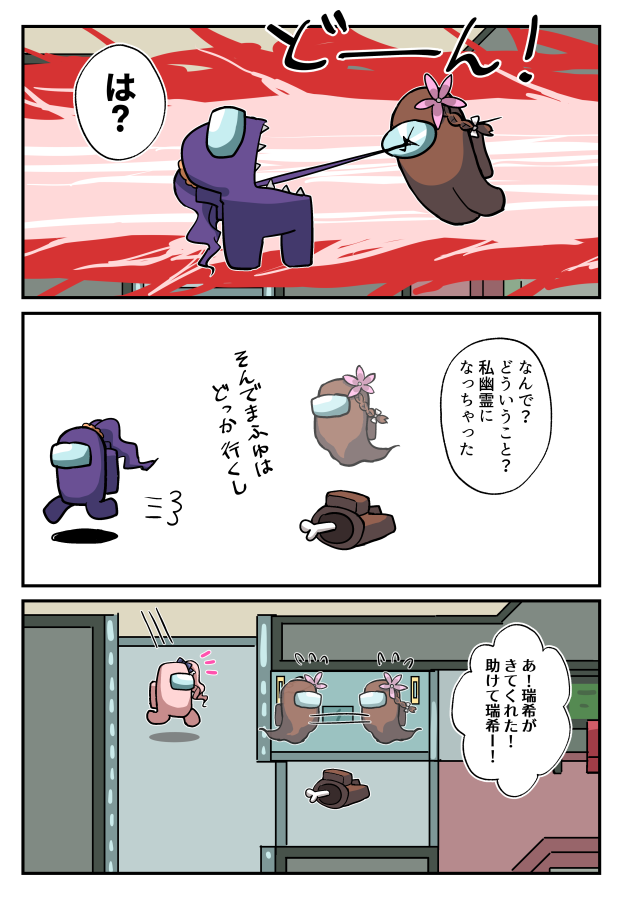 どーん!
は?
なんで?
どういうこと?
私幽霊に
なっちゃった
そんでまふゆは
どっか行くし
あ!瑞希が
きてくれた!
助けて瑞希ー!